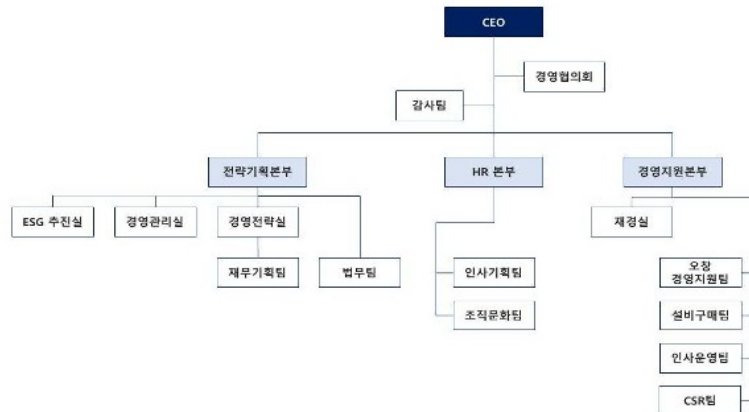 CEO
경영협의회
감사팀
전략기획본부
HR 본부
경영지원본부
ESG 추진실
경영관리실
경영전략실
재경실
재무기획팀
법무팀
인사기획팀
오창
경영지원팀
조직문화팀
설비구매팀
인사운영팀
CSR팀